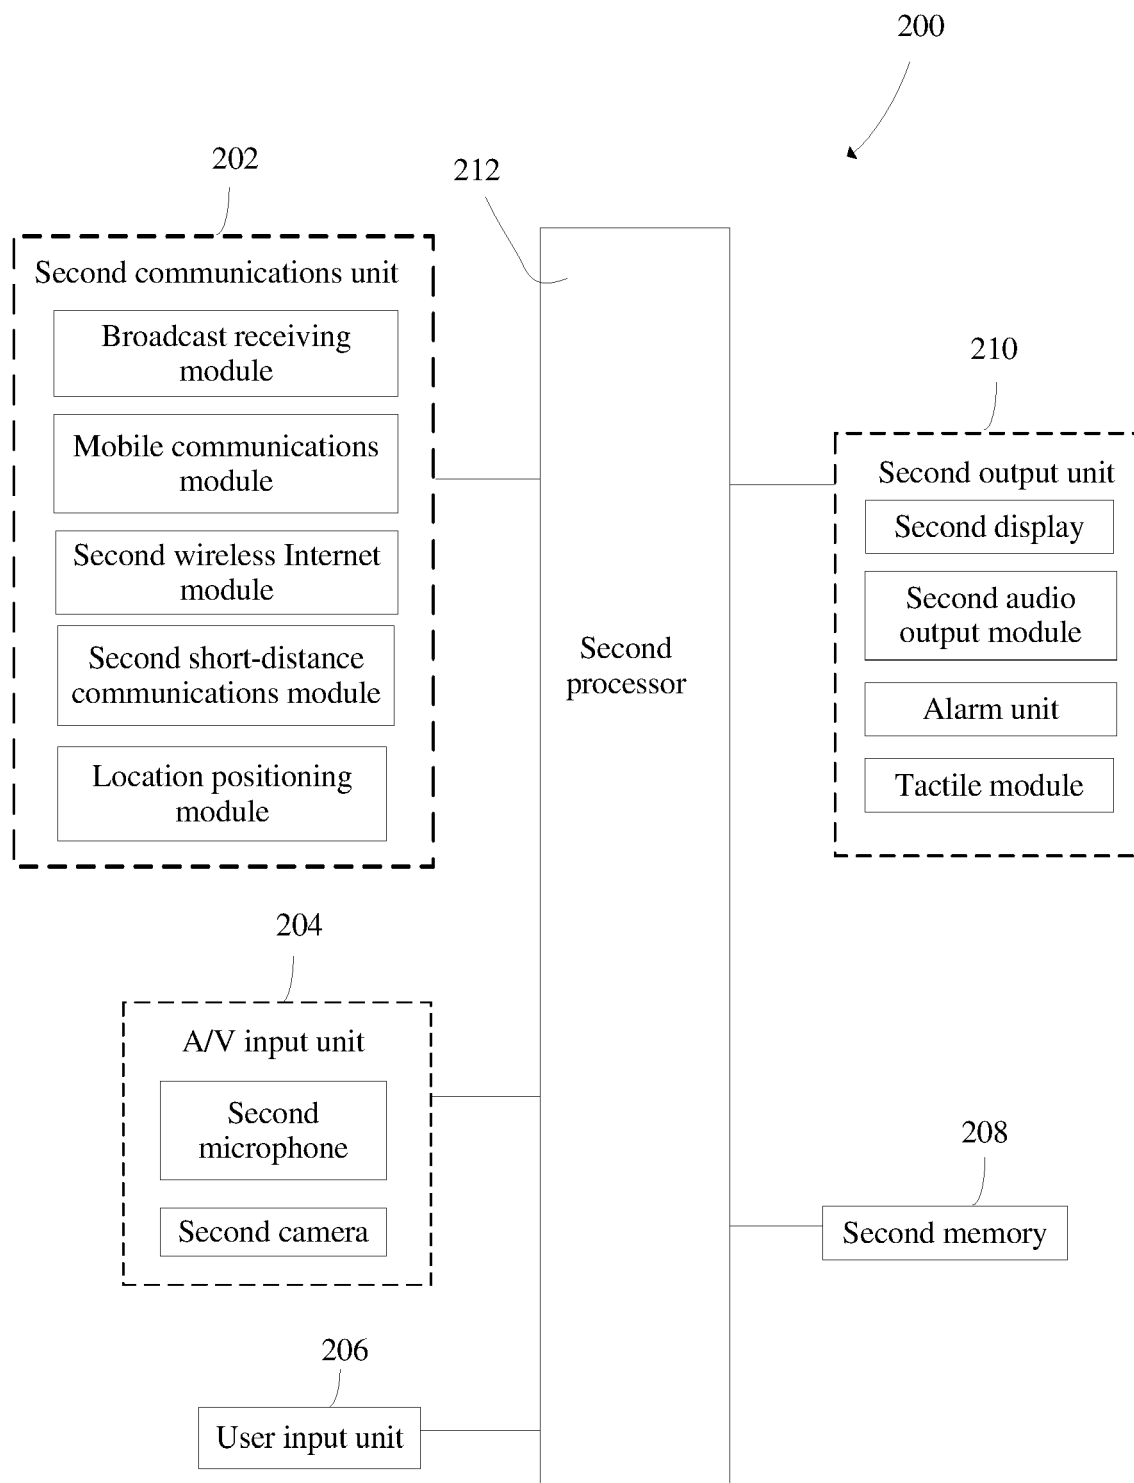 200
202
Second communications unit
Broadcast receiving
module
Mobile communications
module
Second wireless Internet
module
Second short-distance
communications module
Location positioning
module
204
A/V input unit
Second
microphone
Second camera
206
User input unit
212
Second
processor
210
Second output unit
Second display
Second audio
output module
Alarm unit
Tactile module
208
Second memory